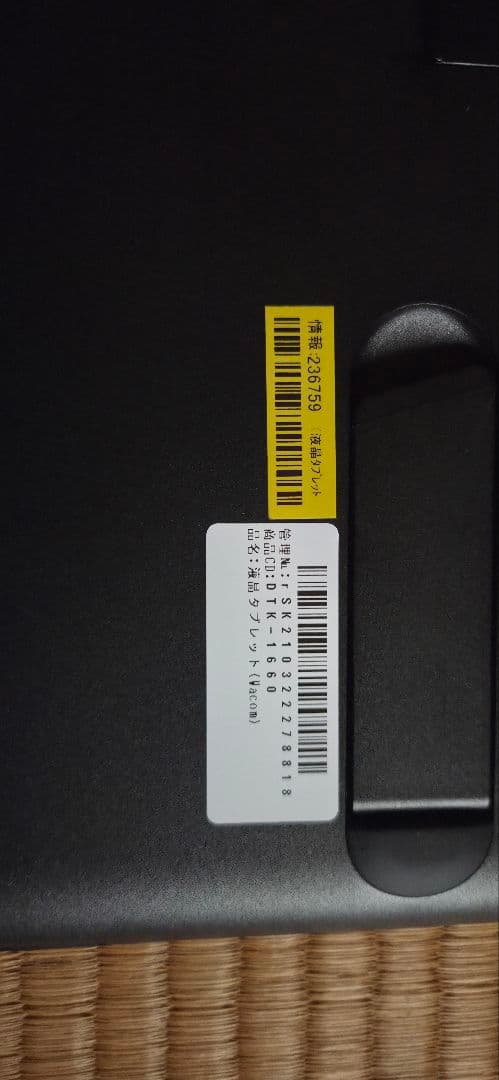 情報:236759 (液晶タブレット
管理№:rSK210322278818
商品CD:DTK-1660
品名:液晶タブレット(Wacom)